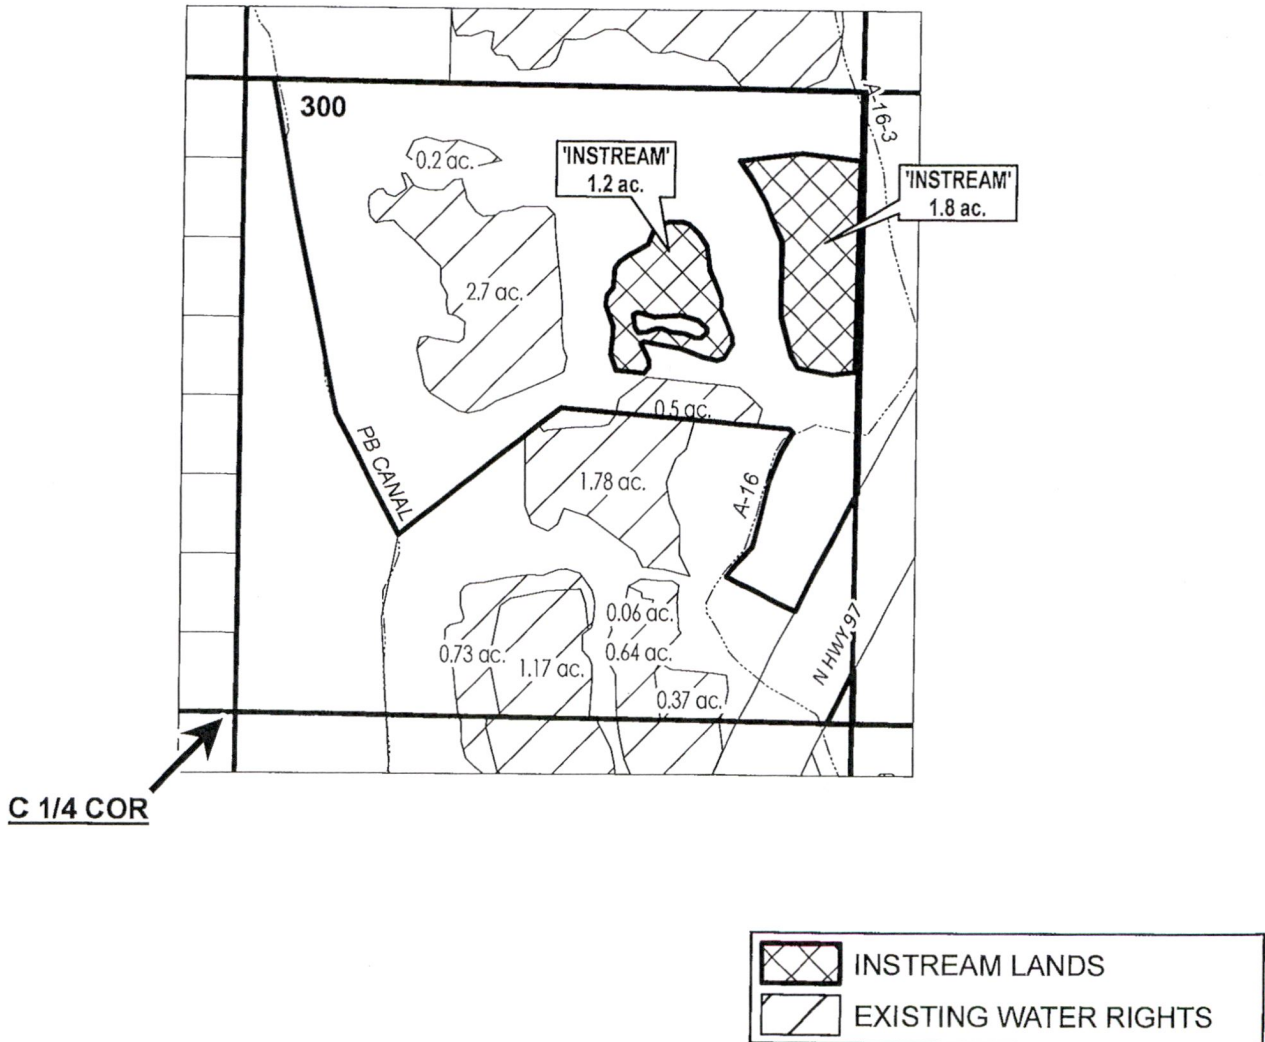 300
A-16-3
0.2 ac.
'INSTREAM'
1.2 ac.
'INSTREAM'
1.8 ac.
2.7 ac.
0.5 ac.
PB CANAL
1.78 ac.
A-16
0.06 ac.
0.73 ac.
1.17 ac.
0.64 ac.
0.37 ac.
N HWY 97
C 1/4 COR
INSTREAM LANDS
EXISTING WATER RIGHTS